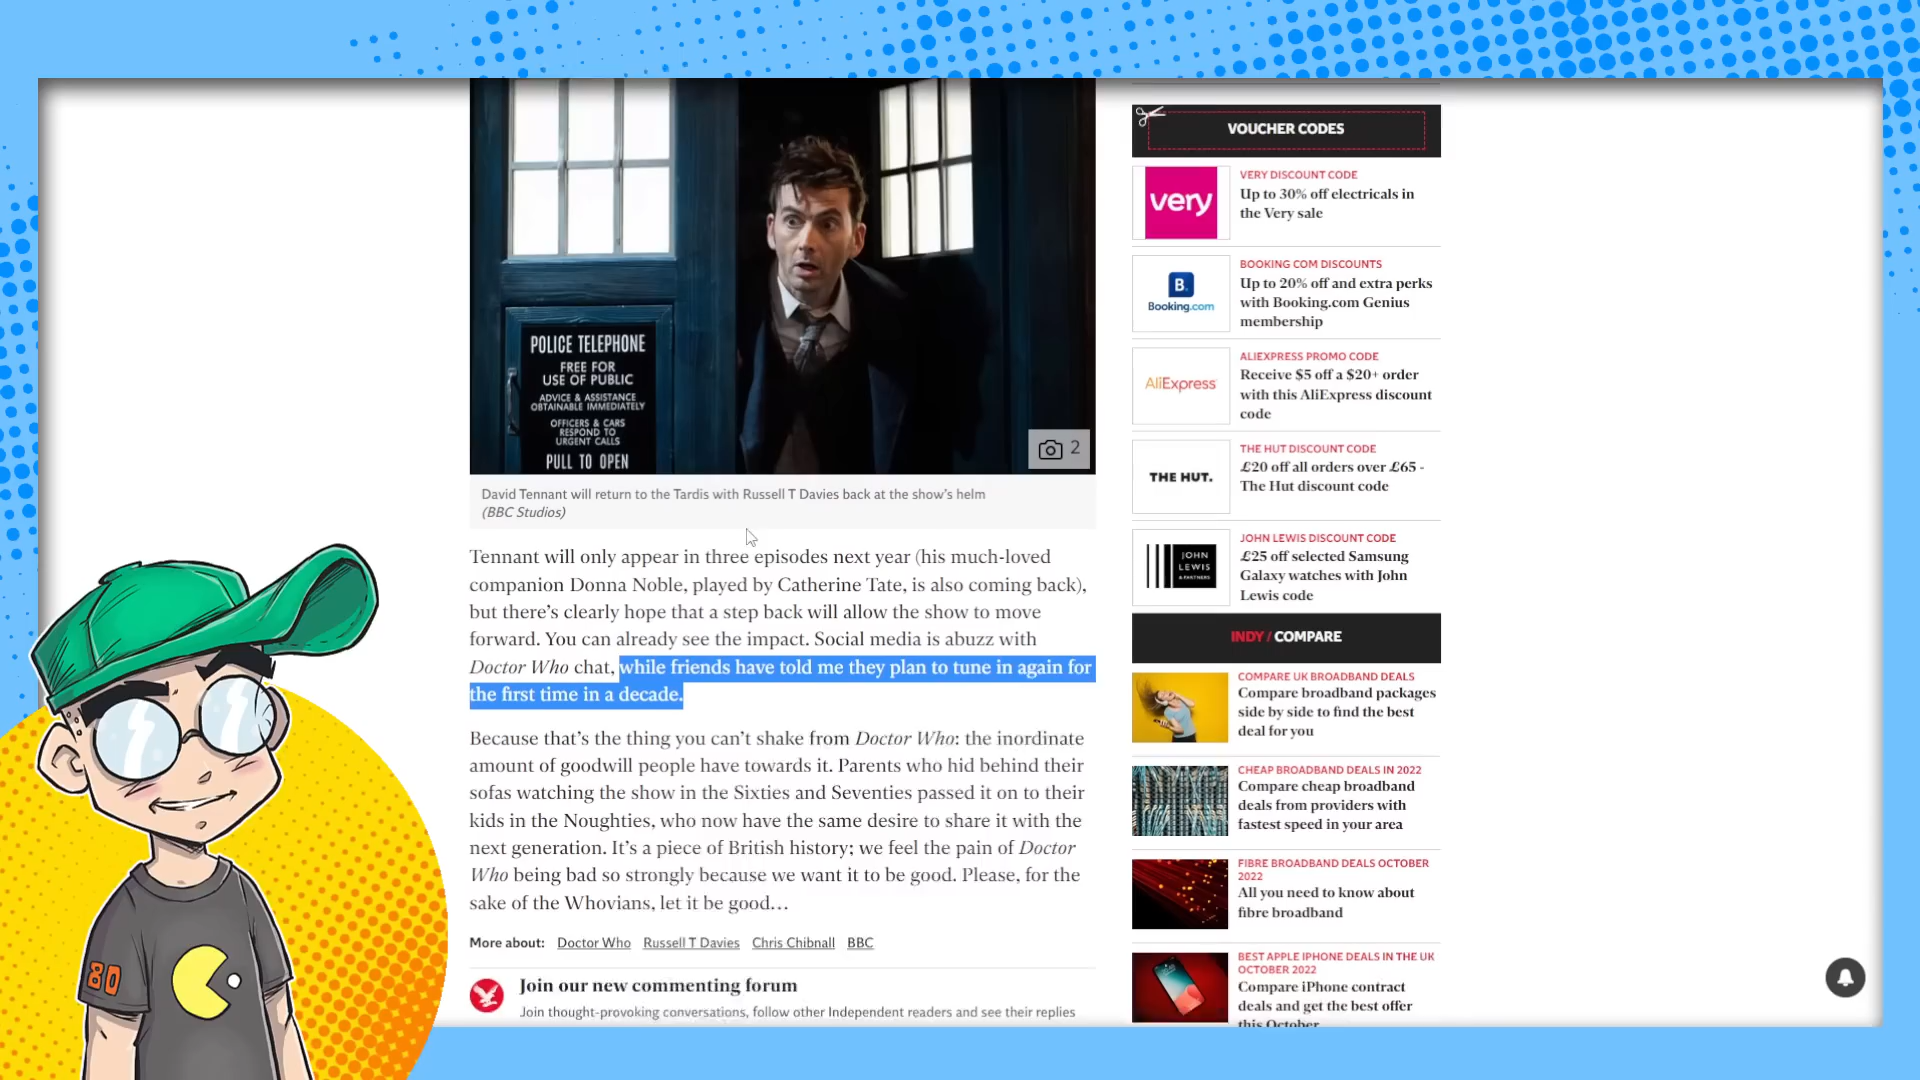 POLICE TELEPHONE
FREE FOR
USE OF PUBLIC
ADVICE & ASSISTANCE
OBTAINABLE IMMEDIATELY
OFFICERS & CARS
RESPOND TO
URGENT CALLS
PULL TO OPEN
2
David Tennant will return to the Tardis with Russell T Davies back at the show's helm
(BBC Studios)
Tennant will only appear in three episodes next year (his much-loved
companion Donna Noble, played by Catherine Tate, is also coming back),
but there's clearly hope that a step back will allow the show to move
forward. You can already see the impact. Social media is abuzz with
Doctor Who chat, while friends have told me they plan to tune in again for
the first time in a decade.
Because that's the thing you can't shake from Doctor Who: the inordinate
amount of goodwill people have towards it. Parents who hid behind their
sofas watching the show in the Sixties and Seventies passed it on to their
kids in the Noughties, who now have the same desire to share it with the
next generation. It's a piece of British history; we feel the pain of Doctor
Who being bad so strongly because we want it to be good. Please, for the
sake of the Whovians, let it be good…
More about: Doctor Who Russell T Davies Chris Chibnall BBC
Join our new commenting forum
Join thought-provoking conversations, follow other Independent readers and see their replies
VOUCHER CODES
very
VERY DISCOUNT CODE
Up to 30% off electricals in
the Very sale
B.
Booking.com
BOOKING COM DISCOUNTS
Up to 20% off and extra perks
with Booking.com Genius
membership
AliExpress
ALIEXPRESS PROMO CODE
Receive $5 off a $20+ order
with this AliExpress discount
code
THE HUT.
THE HUT DISCOUNT CODE
£20 off all orders over £65 -
The Hut discount code
JOHN
LEWIS
& PARTNERS
JOHN LEWIS DISCOUNT CODE
£25 off selected Samsung
Galaxy watches with John
Lewis code
INDY / COMPARE
COMPARE UK BROADBAND DEALS
Compare broadband packages
side by side to find the best
deal for you
CHEAP BROADBAND DEALS IN 2022
Compare cheap broadband
deals from providers with
fastest speed in your area
FIBRE BROADBAND DEALS OCTOBER
2022
All you need to know about
fibre broadband
BEST APPLE IPHONE DEALS IN THE UK
OCTOBER 2022
Compare iPhone contract
deals and get the best offer
this October
80